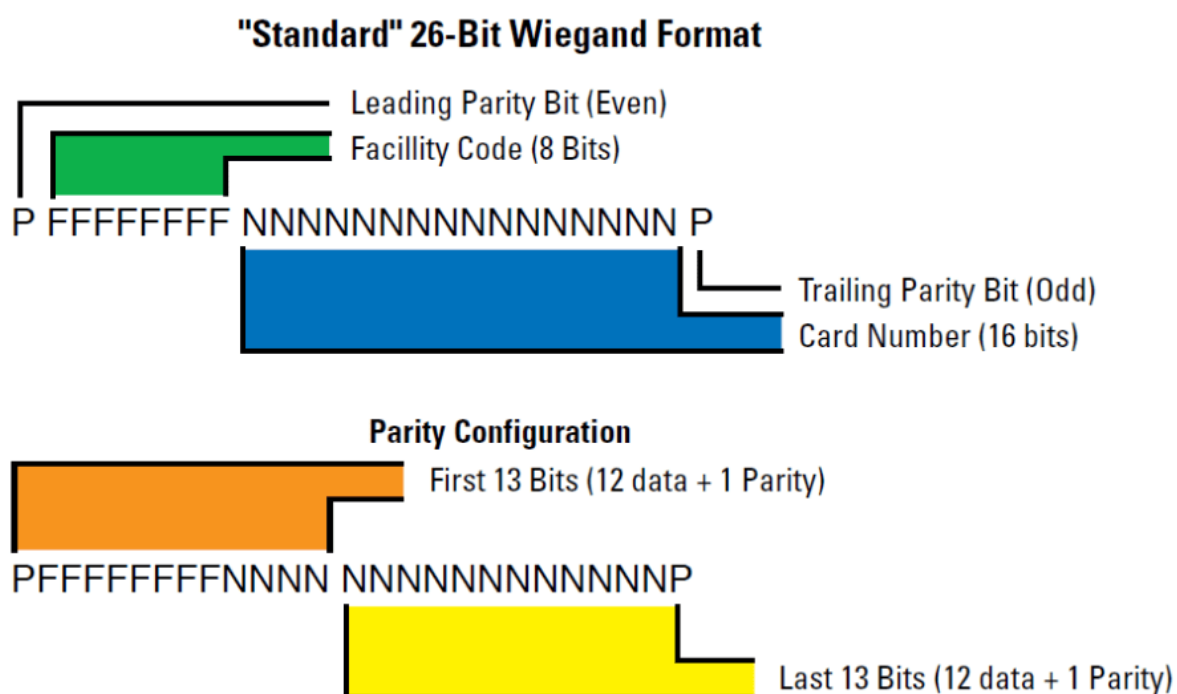 "Standard" 26-Bit Wiegand Format
Leading Parity Bit (Even)
Facillity Code (8 Bits)
P FFFFFFFF NNNNNNNNNNNNNNNN P
Trailing Parity Bit (Odd)
Card Number (16 bits)
Parity Configuration
First 13 Bits (12 data + 1 Parity)
PFFFFFFFFNNNN NNNNNNNNNNNNP
Last 13 Bits (12 data + 1 Parity)